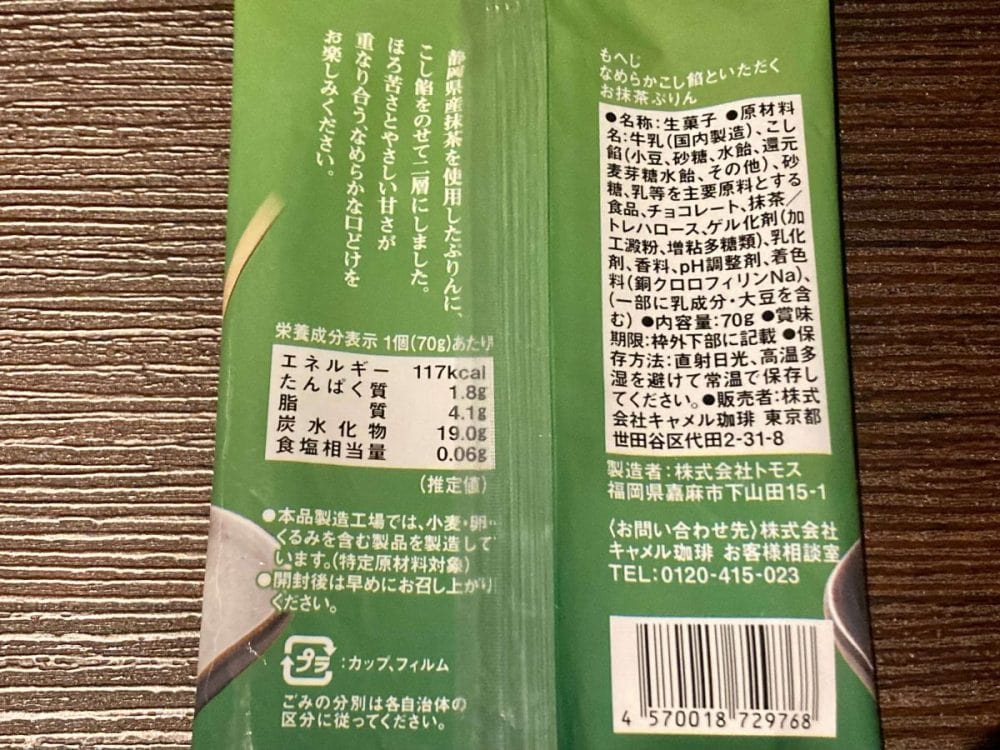 静岡県産抹茶を使用したぷりんに、
こし餡をのせて二層にしました。
ほろ苦さとやさしい甘さが
重なり合う、なめらかな口どけを
お楽しみください。
栄養成分表示 1個(70g)あたり
エネルギー 117kcal
たんぱく質 1.8g
脂質 4.1g
炭水化物 19.0g
食塩相当量 0.06g
(推定値)
●本品製造工場では、小麦・卵・
くるみを含む製品を製造して
います。(特定原材料対象)
●開封後は早めにお召し上がり
ください。
プラ
:カップ、フィルム
ごみの分別は各自治体の
区分に従ってください。
もへじ
なめらかこし餡といただく
お抹茶ぷりん
●名称:生菓子 ●原材料
名:牛乳(国内製造)、こし
餡(小豆、砂糖、水飴、還元
麦芽糖水飴、その他)、砂
糖、乳等を主要原料とする
食品、チョコレート、抹茶/
トレハロース、ゲル化剤(加
工澱粉、増粘多糖類)、乳化
剤、香料、pH調整剤、着色
料(銅クロロフィリンNa)、
(一部に乳成分・大豆を含
む) ●内容量:70g ●賞味
期限:枠外下部に記載 ●保
存方法:直射日光、高温多
湿を避けて常温で保存し
てください。●販売者:株式
会社キャメル珈琲 東京都
世田谷区代田2-31-8
製造者:株式会社トモス
福岡県嘉麻市下山田15-1
〈お問い合わせ先〉株式会社
キャメル珈琲 お客様相談室
TEL:0120-415-023
4 570018 729768